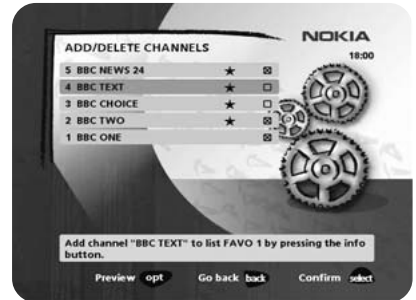 NOKIA
ADD/DELETE CHANNELS
18:00
5 BBC NEWS 24
4 BBC TEXT
3 BBC CHOICE
2 BBC TWO
1 BBC ONE
Add channel "BBC TEXT" to list FAVO 1 by pressing the info
button.
Preview opt Go back back Confirm select